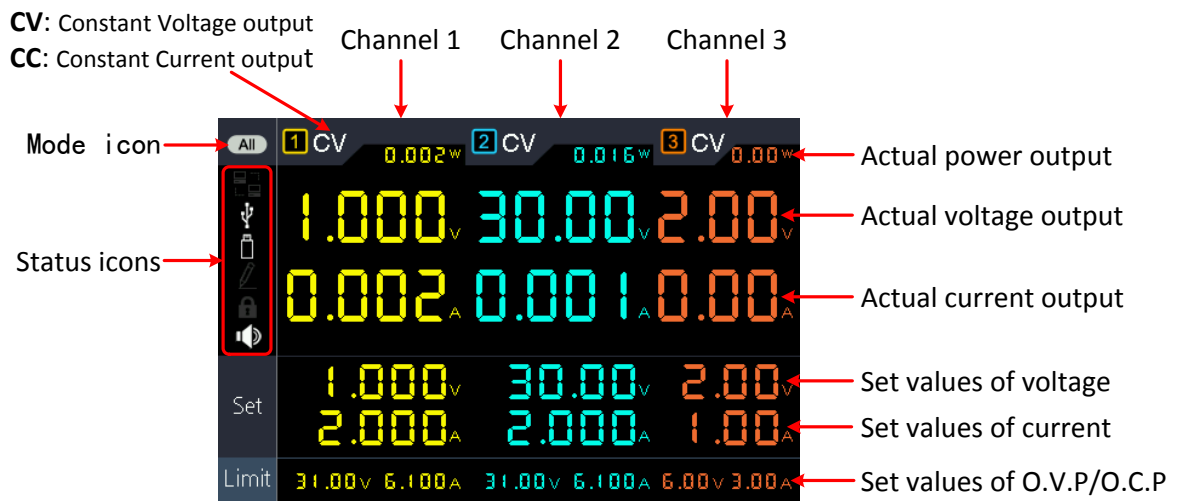 CV: Constant Voltage output
CC: Constant Current output
Channel 1 Channel 2 Channel 3
Mode icon
All 1 CV 0.002W 2 CV 0.016W 3 CV 0.00W
Actual power output
1.000V 30.00V 2.00V
Actual voltage output
Status icons
0.002A 0.001A 0.00A
Actual current output
Set
1.000V 30.00V 2.00V
Set values of voltage
2.000A 2.000A 1.00A
Set values of current
Limit 31.00V 6.100A 31.00V 6.100A 6.00V 3.00A
Set values of O.V.P/O.C.P